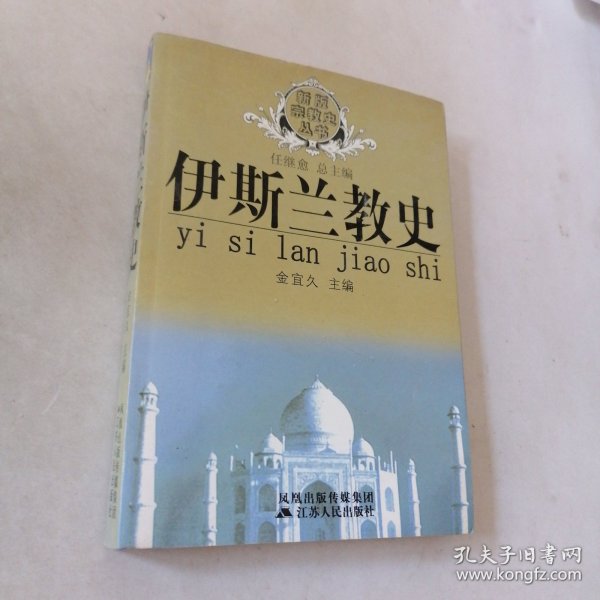 新版
宗教史
丛书
任继愈 总主编
伊斯兰教史
yi si lan jiao shi
金宜久 主编
凤凰出版传媒集团
江苏人民出版社
孔夫子旧书网
www.kongfz.com